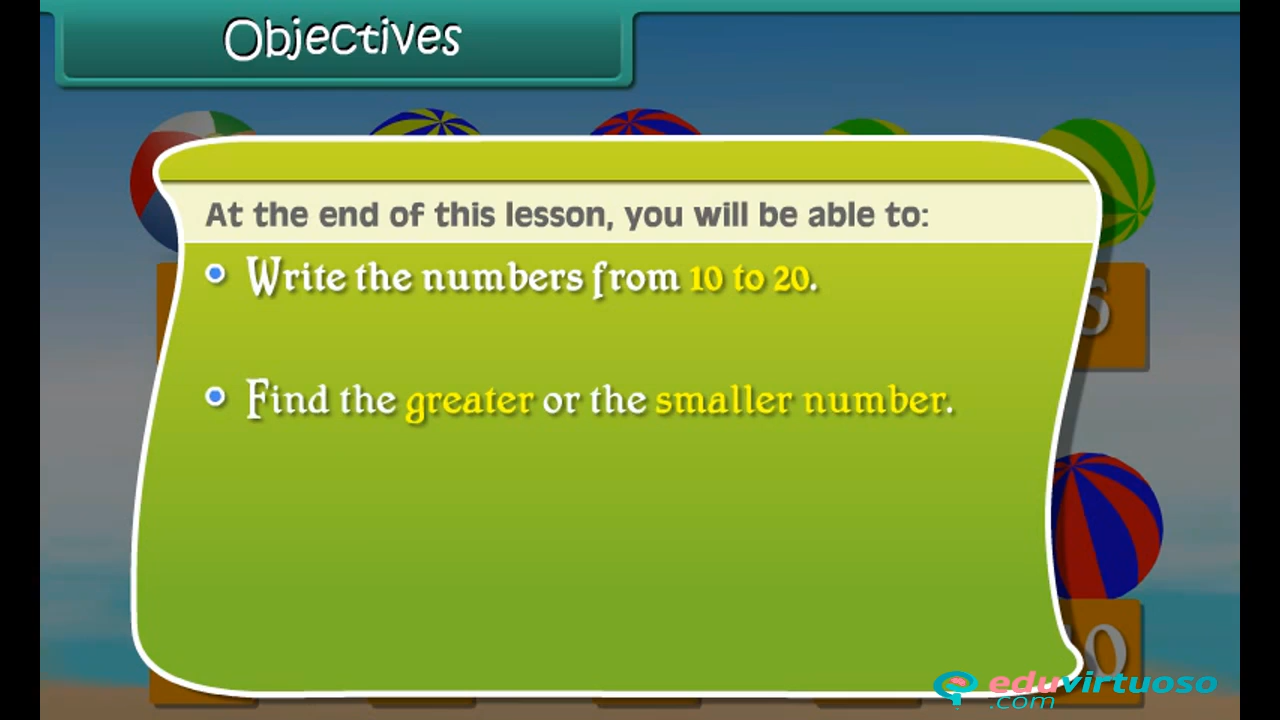 Objectives
At the end of this lesson, you will be able to:
Write the numbers from 10 to 20.
Find the greater or the smaller number.
eduvirtuoso
.com